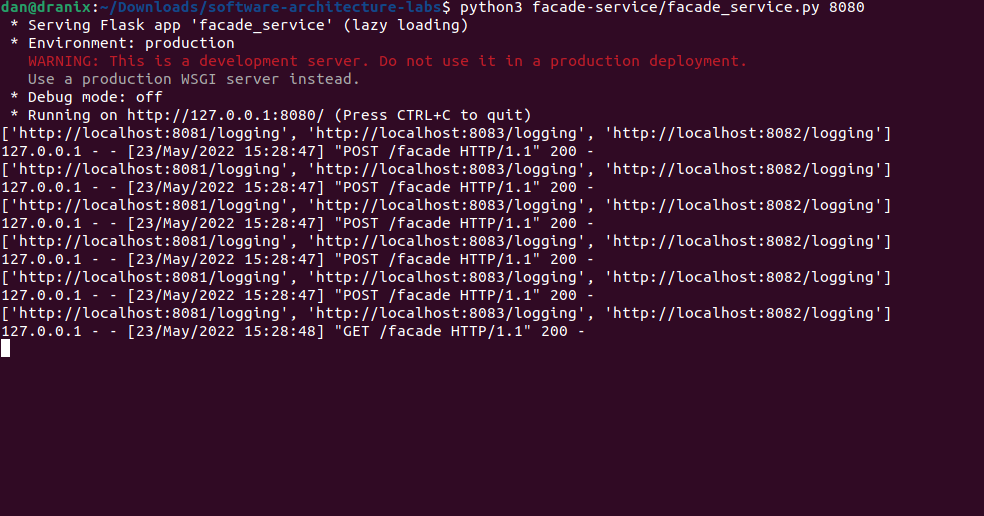 dan@dranix:~/Downloads/software-architecture-labs$ python3 facade-service/facade_service.py 8080
 * Serving Flask app 'facade_service' (lazy loading)
 * Environment: production
   WARNING: This is a development server. Do not use it in a production deployment.
   Use a production WSGI server instead.
 * Debug mode: off
 * Running on http://127.0.0.1:8080/ (Press CTRL+C to quit)
['http://localhost:8081/logging', 'http://localhost:8083/logging', 'http://localhost:8082/logging']
127.0.0.1 - - [23/May/2022 15:28:47] "POST /facade HTTP/1.1" 200 -
['http://localhost:8081/logging', 'http://localhost:8083/logging', 'http://localhost:8082/logging']
127.0.0.1 - - [23/May/2022 15:28:47] "POST /facade HTTP/1.1" 200 -
['http://localhost:8081/logging', 'http://localhost:8083/logging', 'http://localhost:8082/logging']
127.0.0.1 - - [23/May/2022 15:28:47] "POST /facade HTTP/1.1" 200 -
['http://localhost:8081/logging', 'http://localhost:8083/logging', 'http://localhost:8082/logging']
127.0.0.1 - - [23/May/2022 15:28:47] "POST /facade HTTP/1.1" 200 -
['http://localhost:8081/logging', 'http://localhost:8083/logging', 'http://localhost:8082/logging']
127.0.0.1 - - [23/May/2022 15:28:47] "POST /facade HTTP/1.1" 200 -
['http://localhost:8081/logging', 'http://localhost:8083/logging', 'http://localhost:8082/logging']
127.0.0.1 - - [23/May/2022 15:28:48] "GET /facade HTTP/1.1" 200 -